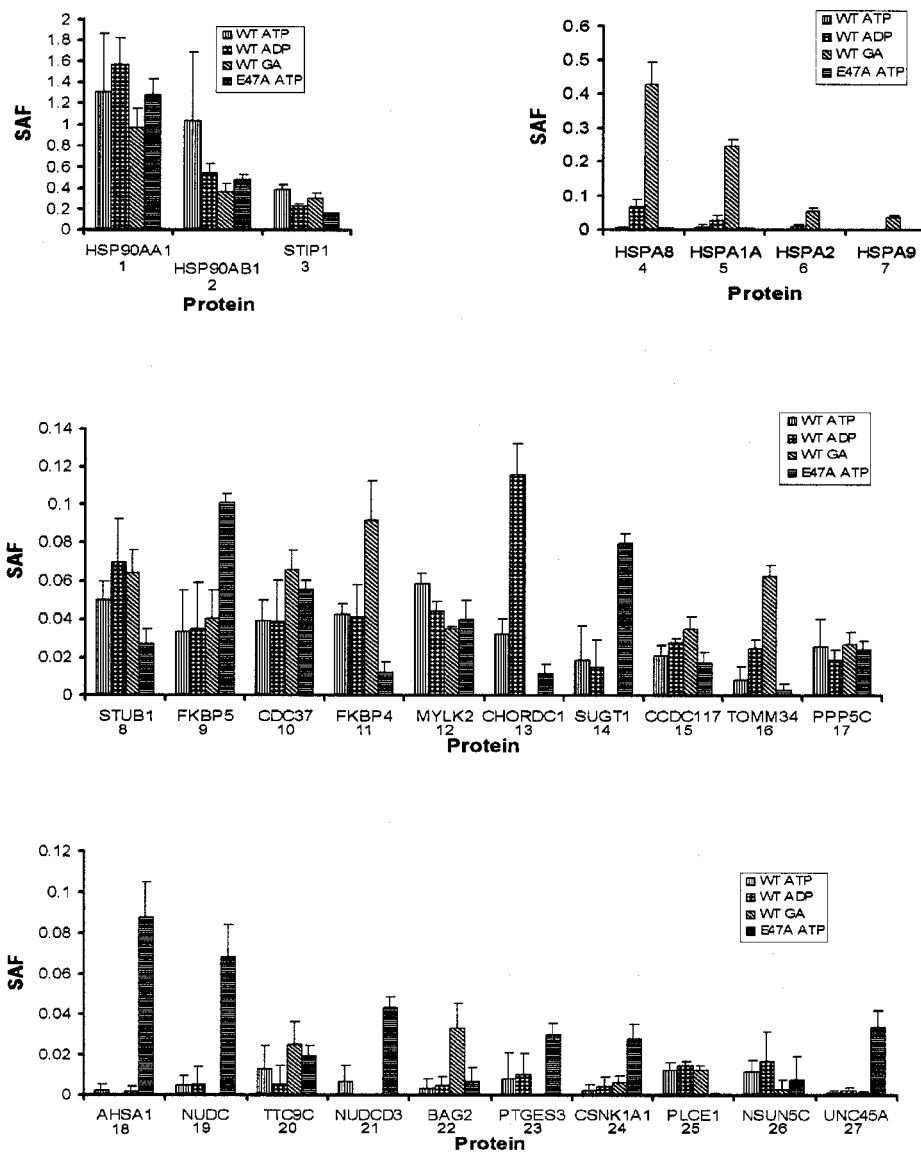 WT ATP
WT ADP
WT GA
E47A ATP
SAF
2
1.8
1.6
1.4
1.2
1
0.8
0.6
0.4
0.2
0
HSP90AA1 HSP90AB1 STIP1
1 2 3
Protein
WT ATP
WT ADP
WT GA
E47A ATP
SAF
0.6
0.5
0.4
0.3
0.2
0.1
0
HSPA8 HSPA1A HSPA2 HSPA9
4 5 6 7
Protein
WT ATP
WT ADP
WT GA
E47A ATP
SAF
0.14
0.12
0.1
0.08
0.06
0.04
0.02
0
STUB1 FKBP5 CDC37 FKBP4 MYLK2 CHORDC1 SUGT1 CCDC117 TOMM34 PPP5C
8 9 10 11 12 13 14 15 16 17
Protein
WT ATP
WT ADP
WT GA
E47A ATP
SAF
0.12
0.1
0.08
0.06
0.04
0.02
0
AHSA1 NUDC TTC9C NUDCD3 BAG2 PTGES3 CSNK1A1 PLCE1 NSUN5C UNC45A
18 19 20 21 22 23 24 25 26 27
Protein